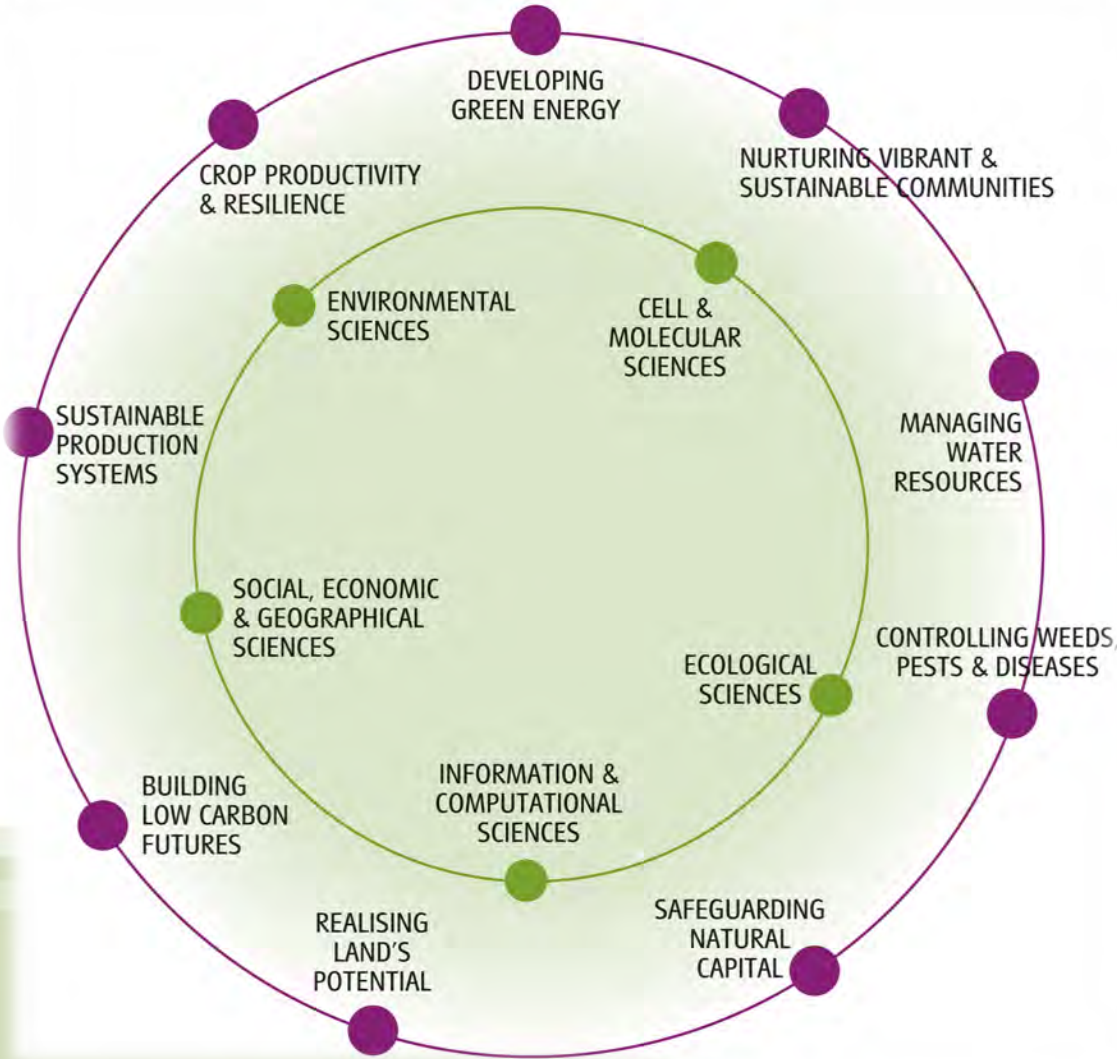 DEVELOPING
GREEN ENERGY
NURTURING VIBRANT &
SUSTAINABLE COMMUNITIES
CROP PRODUCTIVITY
& RESILIENCE
ENVIRONMENTAL
SCIENCES
CELL &
MOLECULAR
SCIENCES
SUSTAINABLE
PRODUCTION
SYSTEMS
MANAGING
WATER
RESOURCES
SOCIAL, ECONOMIC
& GEOGRAPHICAL
SCIENCES
ECOLOGICAL
SCIENCES
CONTROLLING WEEDS,
PESTS & DISEASES
BUILDING
LOW CARBON
FUTURES
INFORMATION &
COMPUTATIONAL
SCIENCES
REALISING
LAND'S
POTENTIAL
SAFEGUARDING
NATURAL
CAPITAL